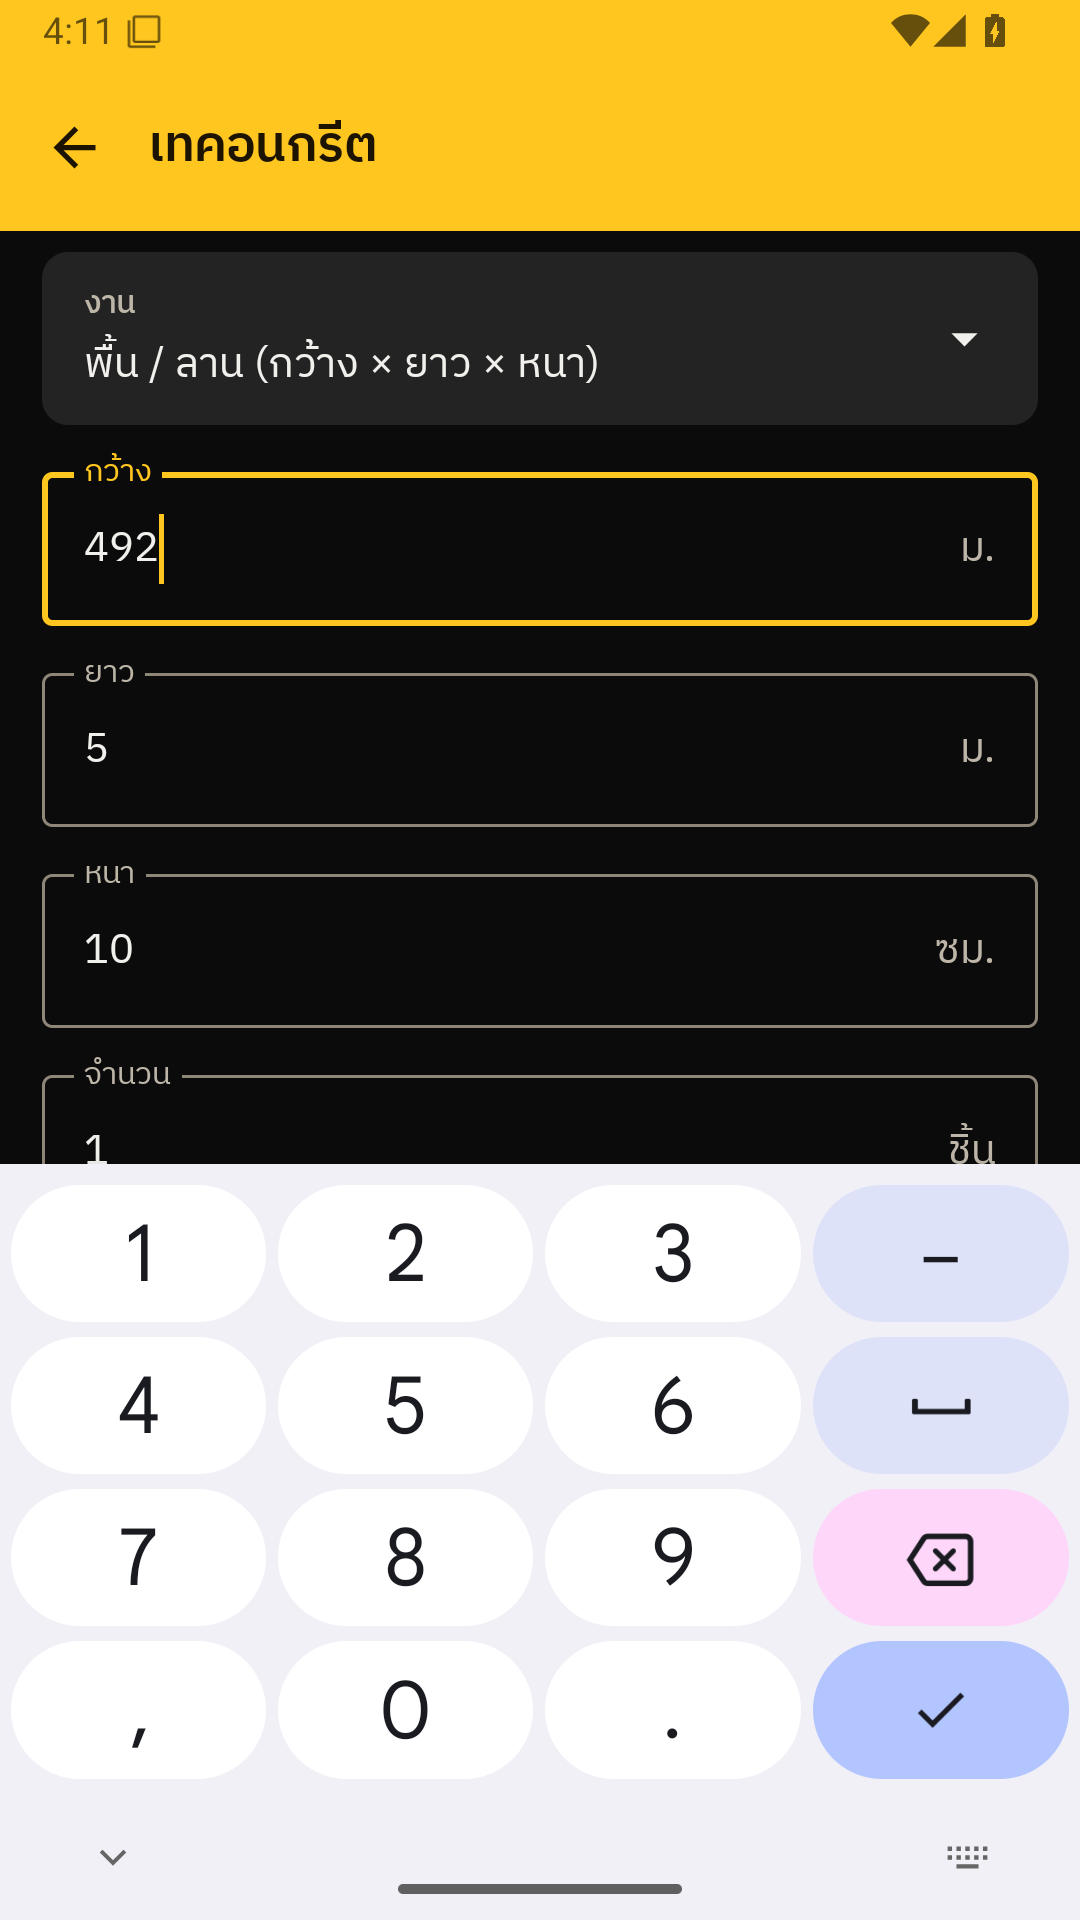 4:11
เทคอนกรีต
งาน
พื้น / ลาน (กว้าง × ยาว × หนา)
กว้าง
492 ม.
ยาว
5 ม.
หนา
10 ซม.
จำนวน
1 ชิ้น
1 2 3 –
4 5 6
7 8 9
, 0 .